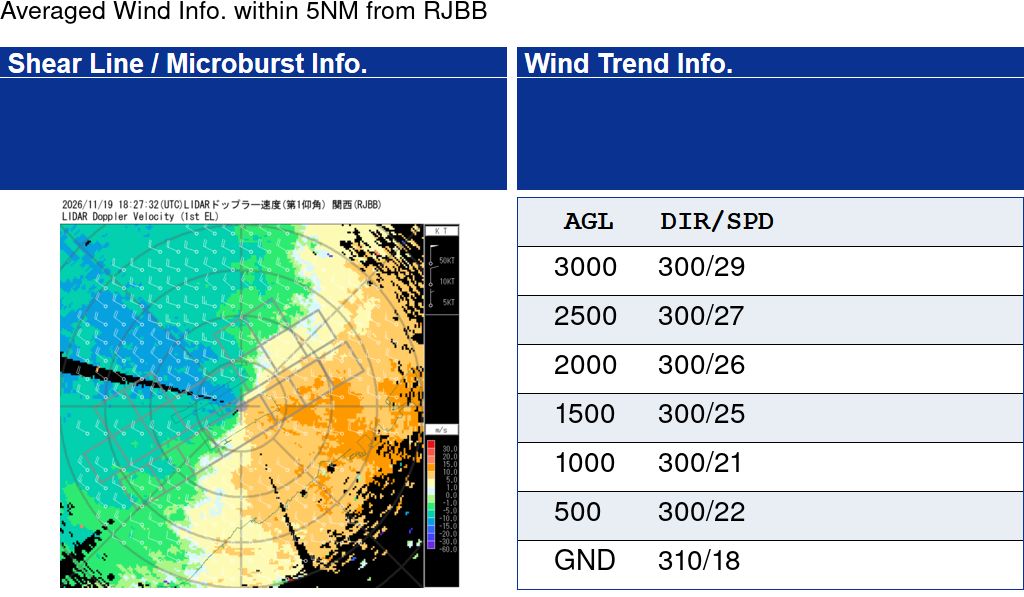 Averaged Wind Info. within 5NM from RJBB
Shear Line / Microburst Info.
Wind Trend Info.
2026/11/19 18:27:32(UTC)LIDARドップラー速度(第1仰角) 関西(RJBB)
LIDAR Doppler Velocity (1st EL)
KT
50KT
10KT
5KT
m/s
30.0
20.0
15.0
10.0
5.0
1.0
0.0
-1.0
-5.0
-10.0
-15.0
-20.0
-30.0
-60.0
AGL DIR/SPD
3000 300/29
2500 300/27
2000 300/26
1500 300/25
1000 300/21
500 300/22
GND 310/18